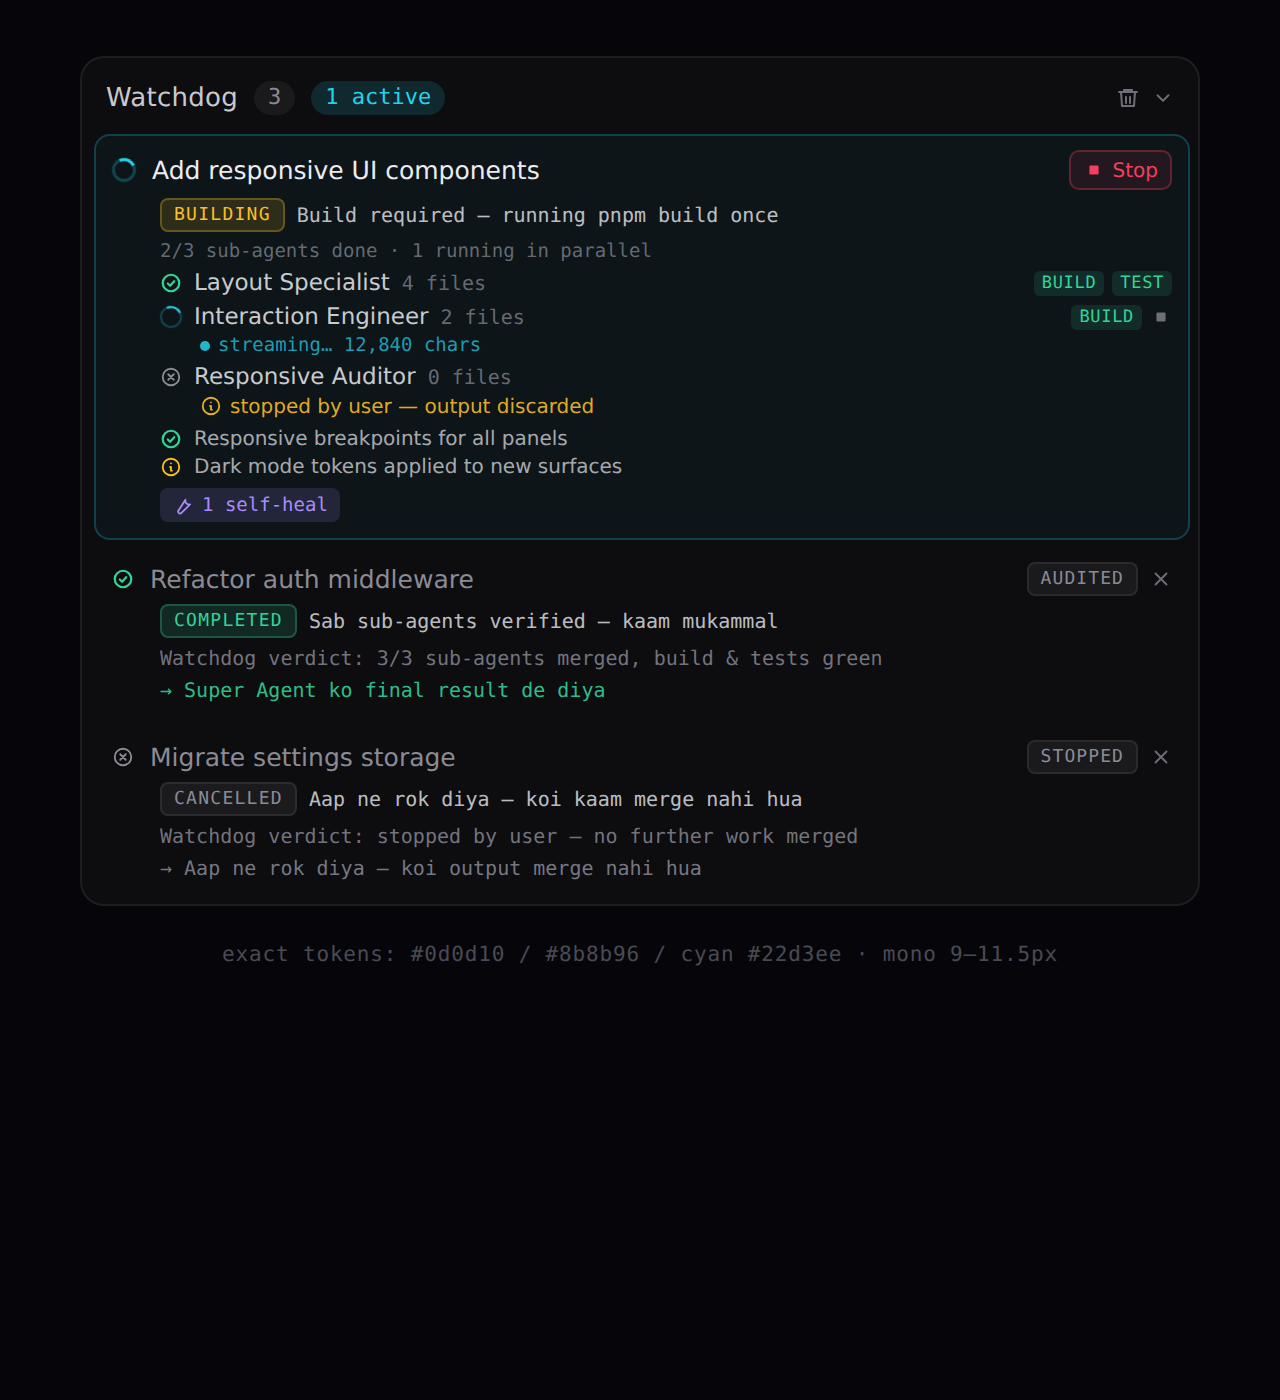 Watchdog 3 1 active
Add responsive UI components Stop
BUILDING Build required — running pnpm build once
2/3 sub-agents done · 1 running in parallel
Layout Specialist 4 files BUILD TEST
Interaction Engineer 2 files BUILD
streaming… 12,840 chars
Responsive Auditor 0 files
stopped by user — output discarded
Responsive breakpoints for all panels
Dark mode tokens applied to new surfaces
1 self-heal
Refactor auth middleware AUDITED
COMPLETED Sab sub-agents verified — kaam mukammal
Watchdog verdict: 3/3 sub-agents merged, build & tests green
→ Super Agent ko final result de diya
Migrate settings storage STOPPED
CANCELLED Aap ne rok diya — koi kaam merge nahi hua
Watchdog verdict: stopped by user — no further work merged
→ Aap ne rok diya — koi output merge nahi hua
exact tokens: #0d0d10 / #8b8b96 / cyan #22d3ee · mono 9–11.5px